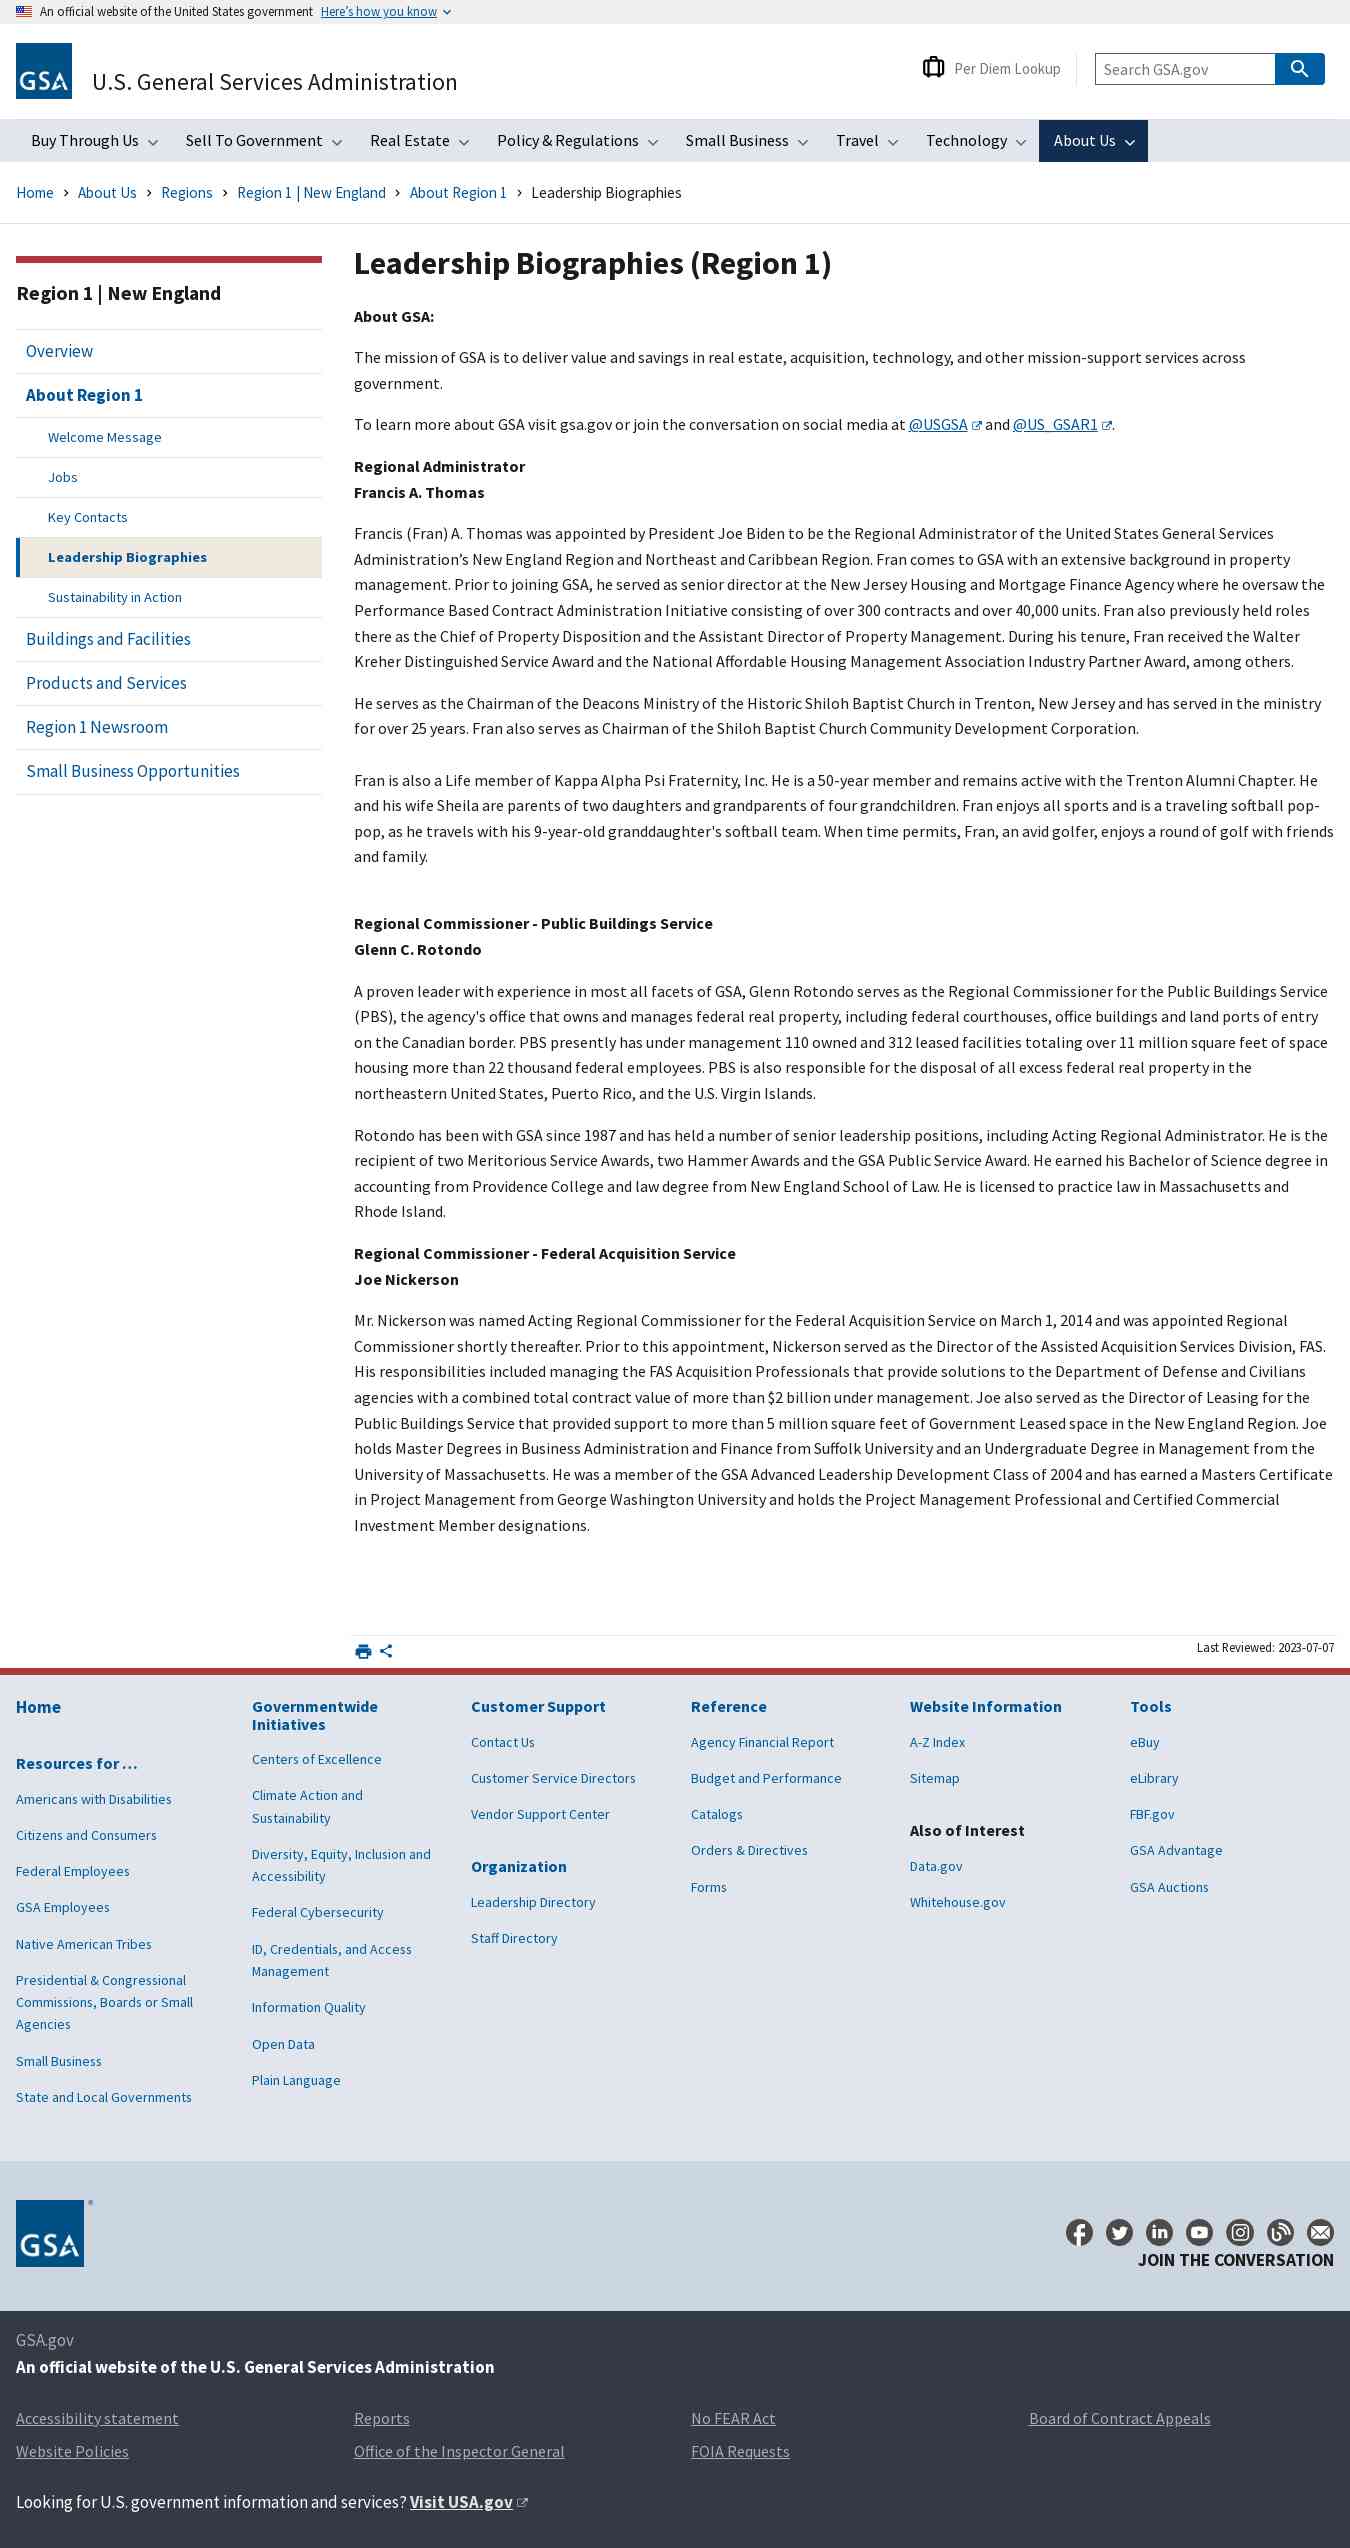 An official website of the United States government Here’s how you know
GSA
U.S. General Services Administration
Per Diem Lookup
Search GSA.gov
Buy Through Us Sell To Government Real Estate Policy & Regulations Small Business Travel Technology About Us
Home About Us Regions Region 1 | New England About Region 1 Leadership Biographies
Region 1 | New England
Overview
About Region 1
Welcome Message
Jobs
Key Contacts
Leadership Biographies
Sustainability in Action
Buildings and Facilities
Products and Services
Region 1 Newsroom
Small Business Opportunities
Leadership Biographies (Region 1)
About GSA:
The mission of GSA is to deliver value and savings in real estate, acquisition, technology, and other mission-support services across
government.
To learn more about GSA visit gsa.gov or join the conversation on social media at @USGSA and @US_GSAR1.
Regional Administrator
Francis A. Thomas
Francis (Fran) A. Thomas was appointed by President Joe Biden to be the Regional Administrator of the United States General Services
Administration’s New England Region and Northeast and Caribbean Region. Fran comes to GSA with an extensive background in property
management. Prior to joining GSA, he served as senior director at the New Jersey Housing and Mortgage Finance Agency where he oversaw the
Performance Based Contract Administration Initiative consisting of over 300 contracts and over 40,000 units. Fran also previously held roles
there as the Chief of Property Disposition and the Assistant Director of Property Management. During his tenure, Fran received the Walter
Kreher Distinguished Service Award and the National Affordable Housing Management Association Industry Partner Award, among others.
He serves as the Chairman of the Deacons Ministry of the Historic Shiloh Baptist Church in Trenton, New Jersey and has served in the ministry
for over 25 years. Fran also serves as Chairman of the Shiloh Baptist Church Community Development Corporation.
Fran is also a Life member of Kappa Alpha Psi Fraternity, Inc. He is a 50-year member and remains active with the Trenton Alumni Chapter. He
and his wife Sheila are parents of two daughters and grandparents of four grandchildren. Fran enjoys all sports and is a traveling softball pop-
pop, as he travels with his 9-year-old granddaughter's softball team. When time permits, Fran, an avid golfer, enjoys a round of golf with friends
and family.
Regional Commissioner - Public Buildings Service
Glenn C. Rotondo
A proven leader with experience in most all facets of GSA, Glenn Rotondo serves as the Regional Commissioner for the Public Buildings Service
(PBS), the agency's office that owns and manages federal real property, including federal courthouses, office buildings and land ports of entry
on the Canadian border. PBS presently has under management 110 owned and 312 leased facilities totaling over 11 million square feet of space
housing more than 22 thousand federal employees. PBS is also responsible for the disposal of all excess federal real property in the
northeastern United States, Puerto Rico, and the U.S. Virgin Islands.
Rotondo has been with GSA since 1987 and has held a number of senior leadership positions, including Acting Regional Administrator. He is the
recipient of two Meritorious Service Awards, two Hammer Awards and the GSA Public Service Award. He earned his Bachelor of Science degree in
accounting from Providence College and law degree from New England School of Law. He is licensed to practice law in Massachusetts and
Rhode Island.
Regional Commissioner - Federal Acquisition Service
Joe Nickerson
Mr. Nickerson was named Acting Regional Commissioner for the Federal Acquisition Service on March 1, 2014 and was appointed Regional
Commissioner shortly thereafter. Prior to this appointment, Nickerson served as the Director of the Assisted Acquisition Services Division, FAS.
His responsibilities included managing the FAS Acquisition Professionals that provide solutions to the Department of Defense and Civilians
agencies with a combined total contract value of more than $2 billion under management. Joe also served as the Director of Leasing for the
Public Buildings Service that provided support to more than 5 million square feet of Government Leased space in the New England Region. Joe
holds Master Degrees in Business Administration and Finance from Suffolk University and an Undergraduate Degree in Management from the
University of Massachusetts. He was a member of the GSA Advanced Leadership Development Class of 2004 and has earned a Masters Certificate
in Project Management from George Washington University and holds the Project Management Professional and Certified Commercial
Investment Member designations.
Last Reviewed: 2023-07-07
Home
Resources for …
Americans with Disabilities
Citizens and Consumers
Federal Employees
GSA Employees
Native American Tribes
Presidential & Congressional
Commissions, Boards or Small
Agencies
Small Business
State and Local Governments
Governmentwide
Initiatives
Centers of Excellence
Climate Action and
Sustainability
Diversity, Equity, Inclusion and
Accessibility
Federal Cybersecurity
ID, Credentials, and Access
Management
Information Quality
Open Data
Plain Language
Customer Support
Contact Us
Customer Service Directors
Vendor Support Center
Organization
Leadership Directory
Staff Directory
Reference
Agency Financial Report
Budget and Performance
Catalogs
Orders & Directives
Forms
Website Information
A-Z Index
Sitemap
Also of Interest
Data.gov
Whitehouse.gov
Tools
eBuy
eLibrary
FBF.gov
GSA Advantage
GSA Auctions
GSA ®
JOIN THE CONVERSATION
GSA.gov
An official website of the U.S. General Services Administration
Accessibility statement Reports No FEAR Act Board of Contract Appeals
Website Policies Office of the Inspector General FOIA Requests
Looking for U.S. government information and services? Visit USA.gov